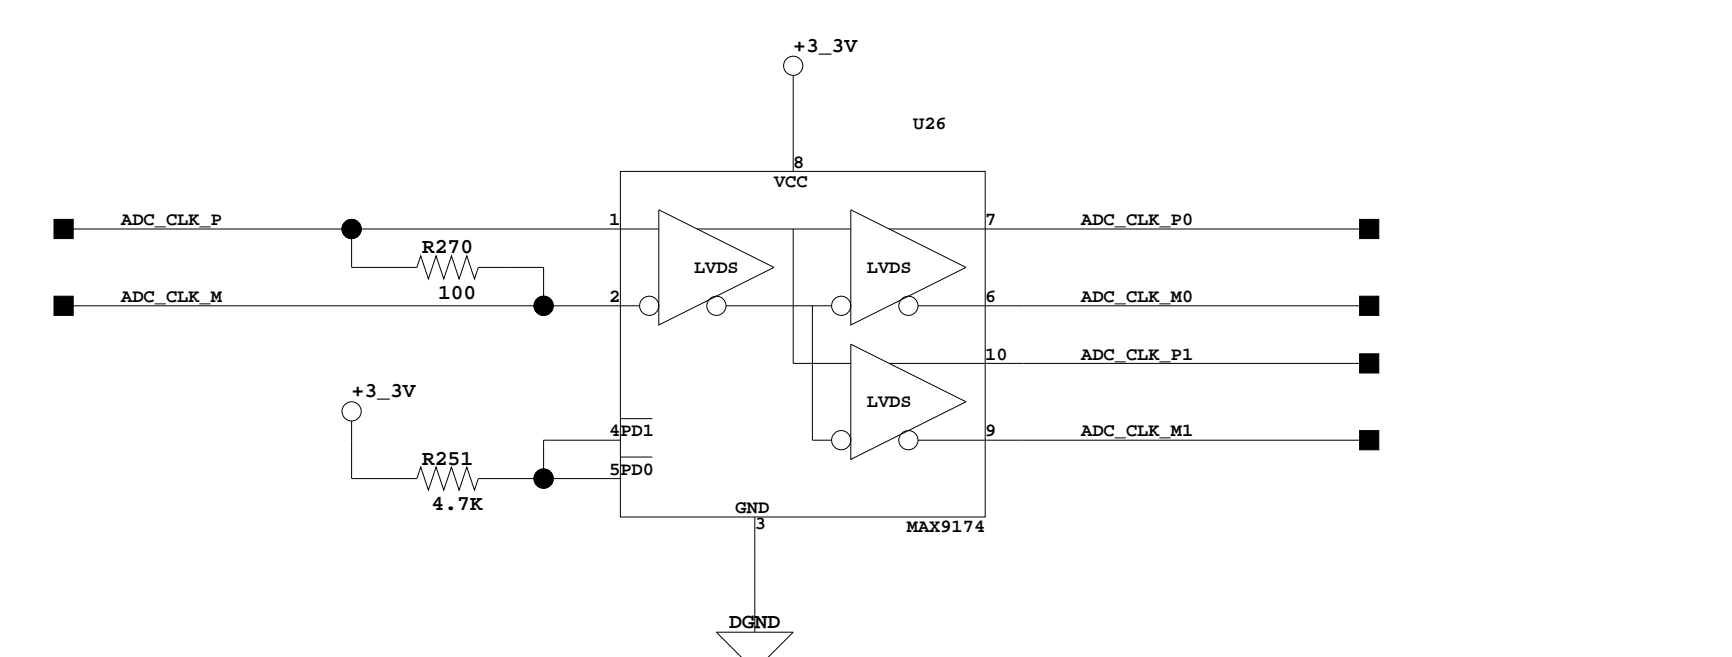 +3_3V
U26
8
VCC
ADC_CLK_P
1
7
ADC_CLK_P0
R270
LVDS
LVDS
100
ADC_CLK_M
2
6
ADC_CLK_M0
10
ADC_CLK_P1
+3_3V
LVDS
4PD1
9
ADC_CLK_M1
R251
5PD0
4.7K
GND
3
MAX9174
DGND